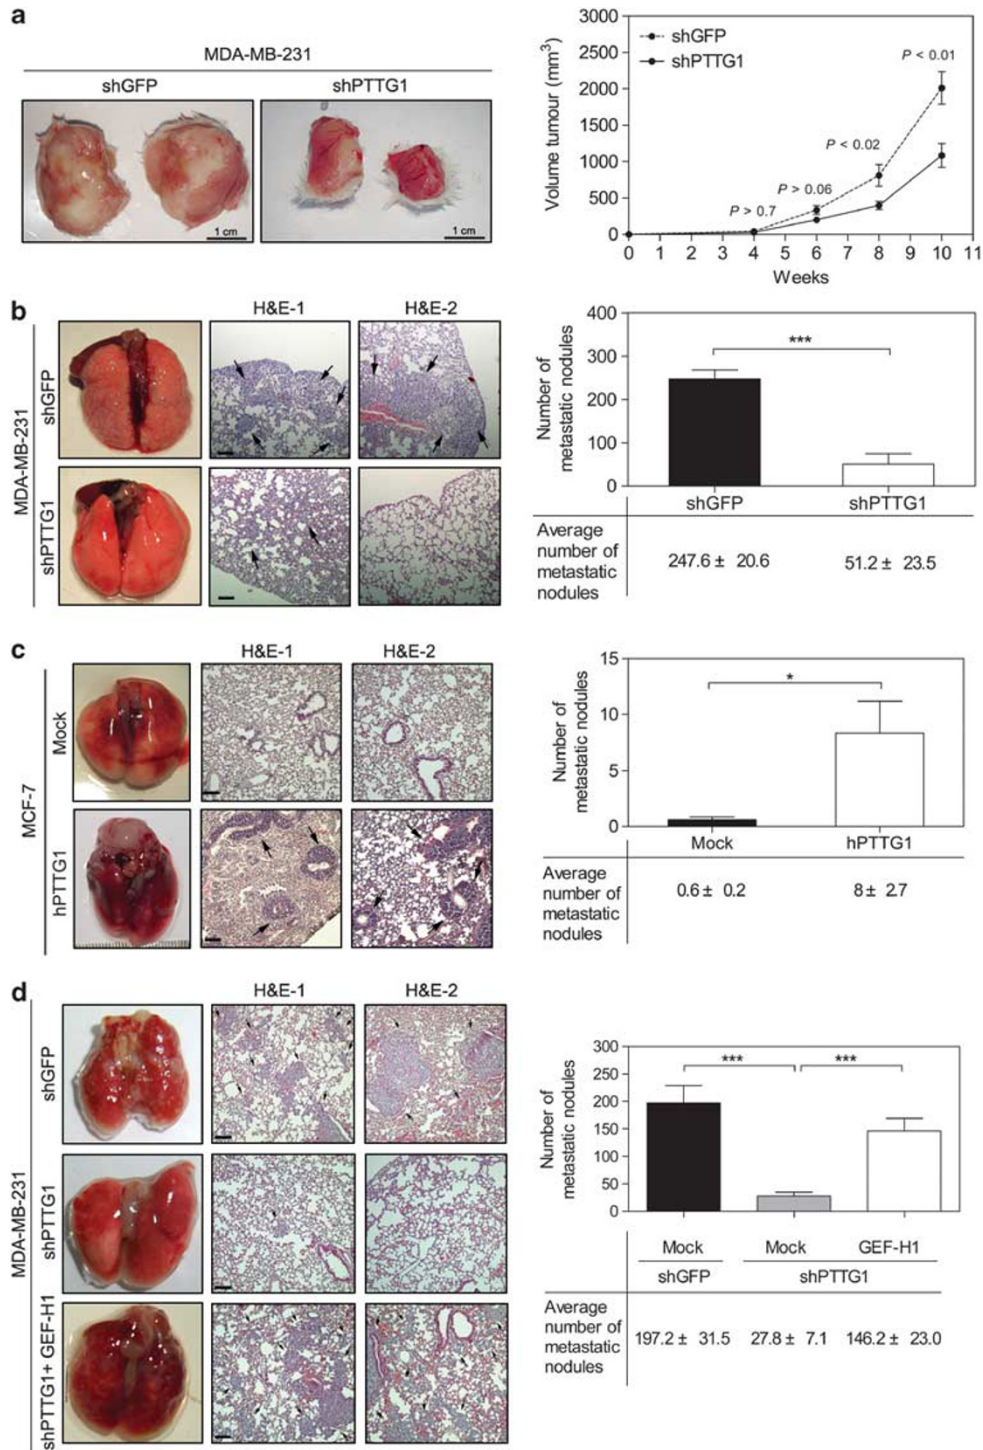 a
MDA-MB-231
shGFP
shPTTG1
1 cm
1 cm
Volume tumour (mm³)
3000
2500
2000
1500
1000
500
0
shGFP
shPTTG1
P > 0.7
P > 0.06
P < 0.02
P < 0.01
0 1 2 3 4 5 6 7 8 9 10 11
Weeks
b
MDA-MB-231
H&E-1
H&E-2
shGFP
shPTTG1
Number of
metastatic nodules
400
300
200
100
0
***
shGFP
shPTTG1
Average
number of
metastatic
nodules
247.6 ± 20.6
51.2 ± 23.5
c
MCF-7
H&E-1
H&E-2
Mock
hPTTG1
Number of
metastatic nodules
15
10
5
0
*
Mock
hPTTG1
Average
number of
metastatic
nodules
0.6 ± 0.2
8 ± 2.7
d
MDA-MB-231
H&E-1
H&E-2
shGFP
shPTTG1
shPTTG1+ GEF-H1
Number of
metastatic nodules
300
250
200
150
100
50
0
***
***
Mock
Mock
GEF-H1
shGFP
shPTTG1
Average
number of
metastatic
nodules
197.2 ± 31.5
27.8 ± 7.1
146.2 ± 23.0